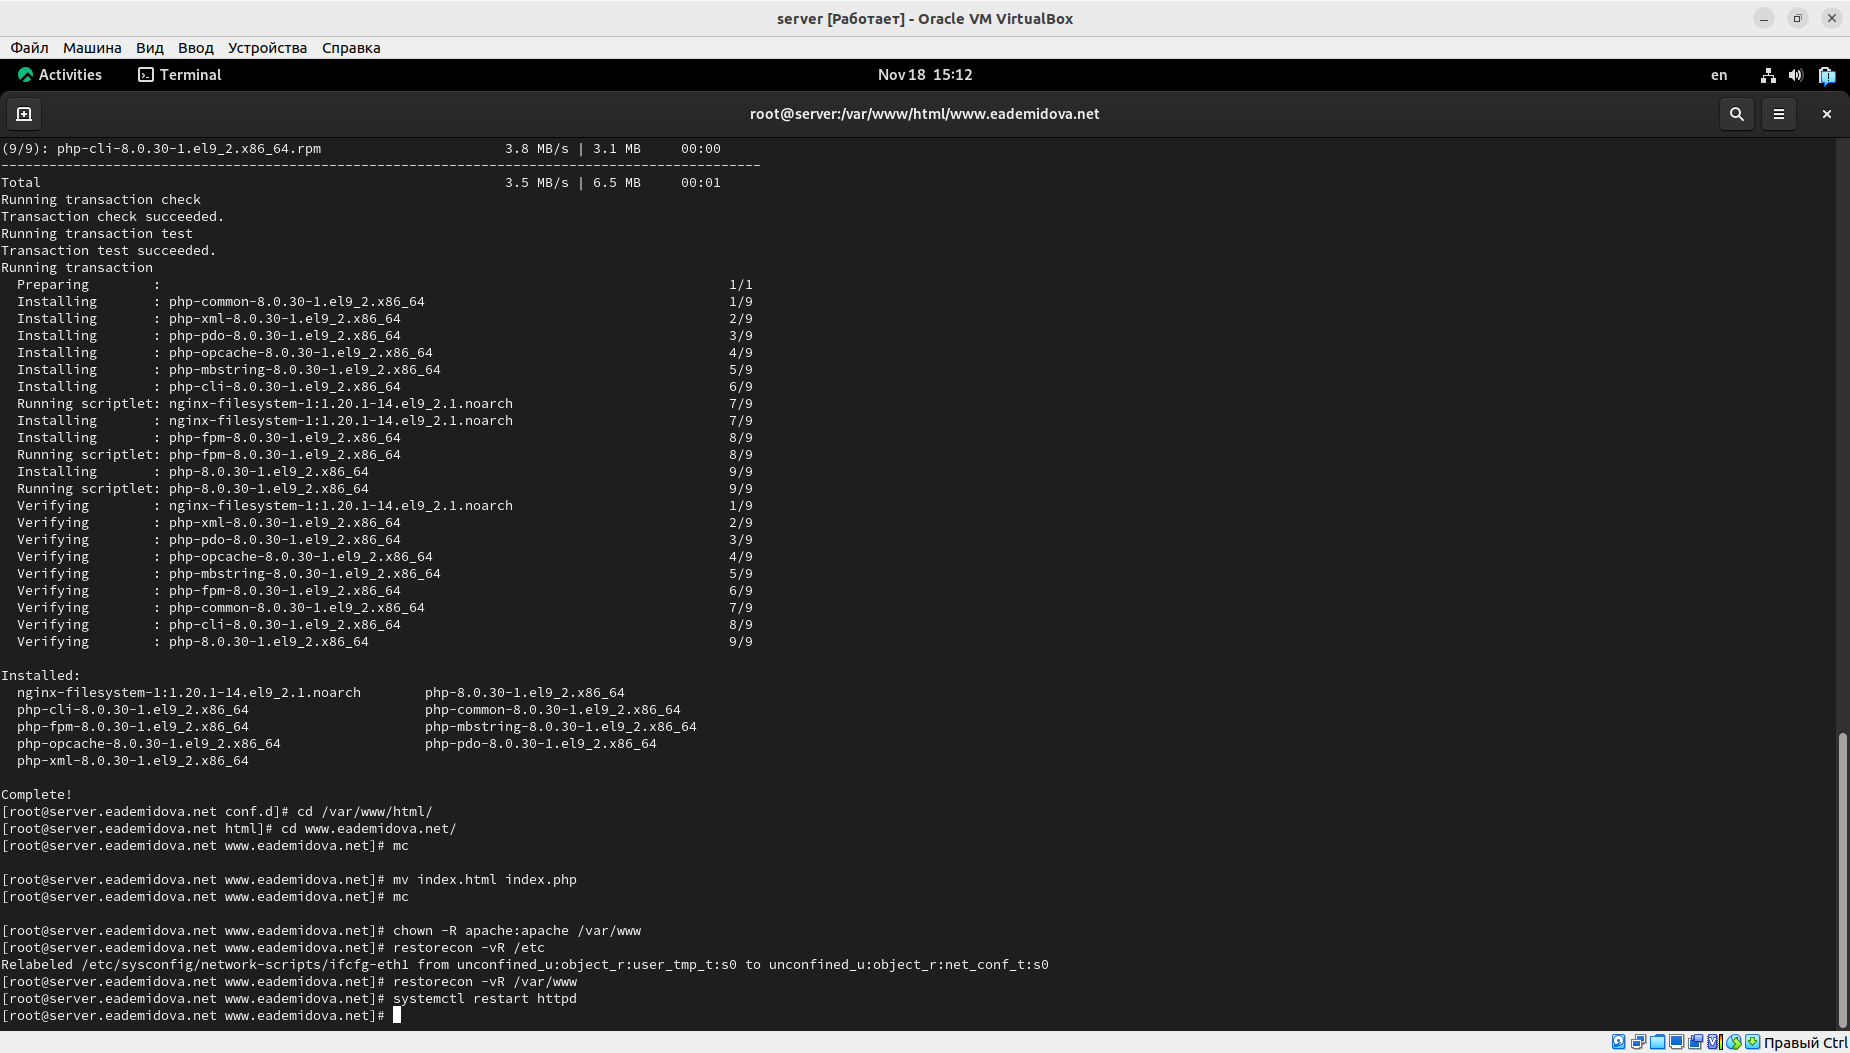 server [Работает] - Oracle VM VirtualBox
Файл Машина Вид Ввод Устройства Справка
Activities Terminal Nov 18 15:12 en
root@server:/var/www/html/www.eademidova.net
(9/9): php-cli-8.0.30-1.el9_2.x86_64.rpm 3.8 MB/s | 3.1 MB 00:00
--------------------------------------------------------------------------------
Total 3.5 MB/s | 6.5 MB 00:01
Running transaction check
Transaction check succeeded.
Running transaction test
Transaction test succeeded.
Running transaction
Preparing : 1/1
Installing : php-common-8.0.30-1.el9_2.x86_64 1/9
Installing : php-xml-8.0.30-1.el9_2.x86_64 2/9
Installing : php-pdo-8.0.30-1.el9_2.x86_64 3/9
Installing : php-opcache-8.0.30-1.el9_2.x86_64 4/9
Installing : php-mbstring-8.0.30-1.el9_2.x86_64 5/9
Installing : php-cli-8.0.30-1.el9_2.x86_64 6/9
Running scriptlet: nginx-filesystem-1:1.20.1-14.el9_2.1.noarch 7/9
Installing : nginx-filesystem-1:1.20.1-14.el9_2.1.noarch 7/9
Installing : php-fpm-8.0.30-1.el9_2.x86_64 8/9
Running scriptlet: php-fpm-8.0.30-1.el9_2.x86_64 8/9
Installing : php-8.0.30-1.el9_2.x86_64 9/9
Running scriptlet: php-8.0.30-1.el9_2.x86_64 9/9
Verifying : nginx-filesystem-1:1.20.1-14.el9_2.1.noarch 1/9
Verifying : php-xml-8.0.30-1.el9_2.x86_64 2/9
Verifying : php-pdo-8.0.30-1.el9_2.x86_64 3/9
Verifying : php-opcache-8.0.30-1.el9_2.x86_64 4/9
Verifying : php-mbstring-8.0.30-1.el9_2.x86_64 5/9
Verifying : php-fpm-8.0.30-1.el9_2.x86_64 6/9
Verifying : php-common-8.0.30-1.el9_2.x86_64 7/9
Verifying : php-cli-8.0.30-1.el9_2.x86_64 8/9
Verifying : php-8.0.30-1.el9_2.x86_64 9/9
Installed:
nginx-filesystem-1:1.20.1-14.el9_2.1.noarch php-8.0.30-1.el9_2.x86_64
php-cli-8.0.30-1.el9_2.x86_64 php-common-8.0.30-1.el9_2.x86_64
php-fpm-8.0.30-1.el9_2.x86_64 php-mbstring-8.0.30-1.el9_2.x86_64
php-opcache-8.0.30-1.el9_2.x86_64 php-pdo-8.0.30-1.el9_2.x86_64
php-xml-8.0.30-1.el9_2.x86_64
Complete!
[root@server.eademidova.net conf.d]# cd /var/www/html/
[root@server.eademidova.net html]# cd www.eademidova.net/
[root@server.eademidova.net www.eademidova.net]# mc
[root@server.eademidova.net www.eademidova.net]# mv index.html index.php
[root@server.eademidova.net www.eademidova.net]# mc
[root@server.eademidova.net www.eademidova.net]# chown -R apache:apache /var/www
[root@server.eademidova.net www.eademidova.net]# restorecon -vR /etc
Relabeled /etc/sysconfig/network-scripts/ifcfg-eth1 from unconfined_u:object_r:user_tmp_t:s0 to unconfined_u:object_r:net_conf_t:s0
[root@server.eademidova.net www.eademidova.net]# restorecon -vR /var/www
[root@server.eademidova.net www.eademidova.net]# systemctl restart httpd
[root@server.eademidova.net www.eademidova.net]#
Правый Ctrl